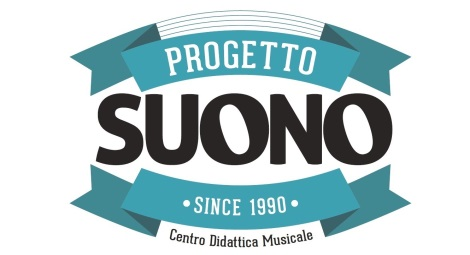 PROGETTO
SUONO
• SINCE 1990 •
Centro Didattica Musicale